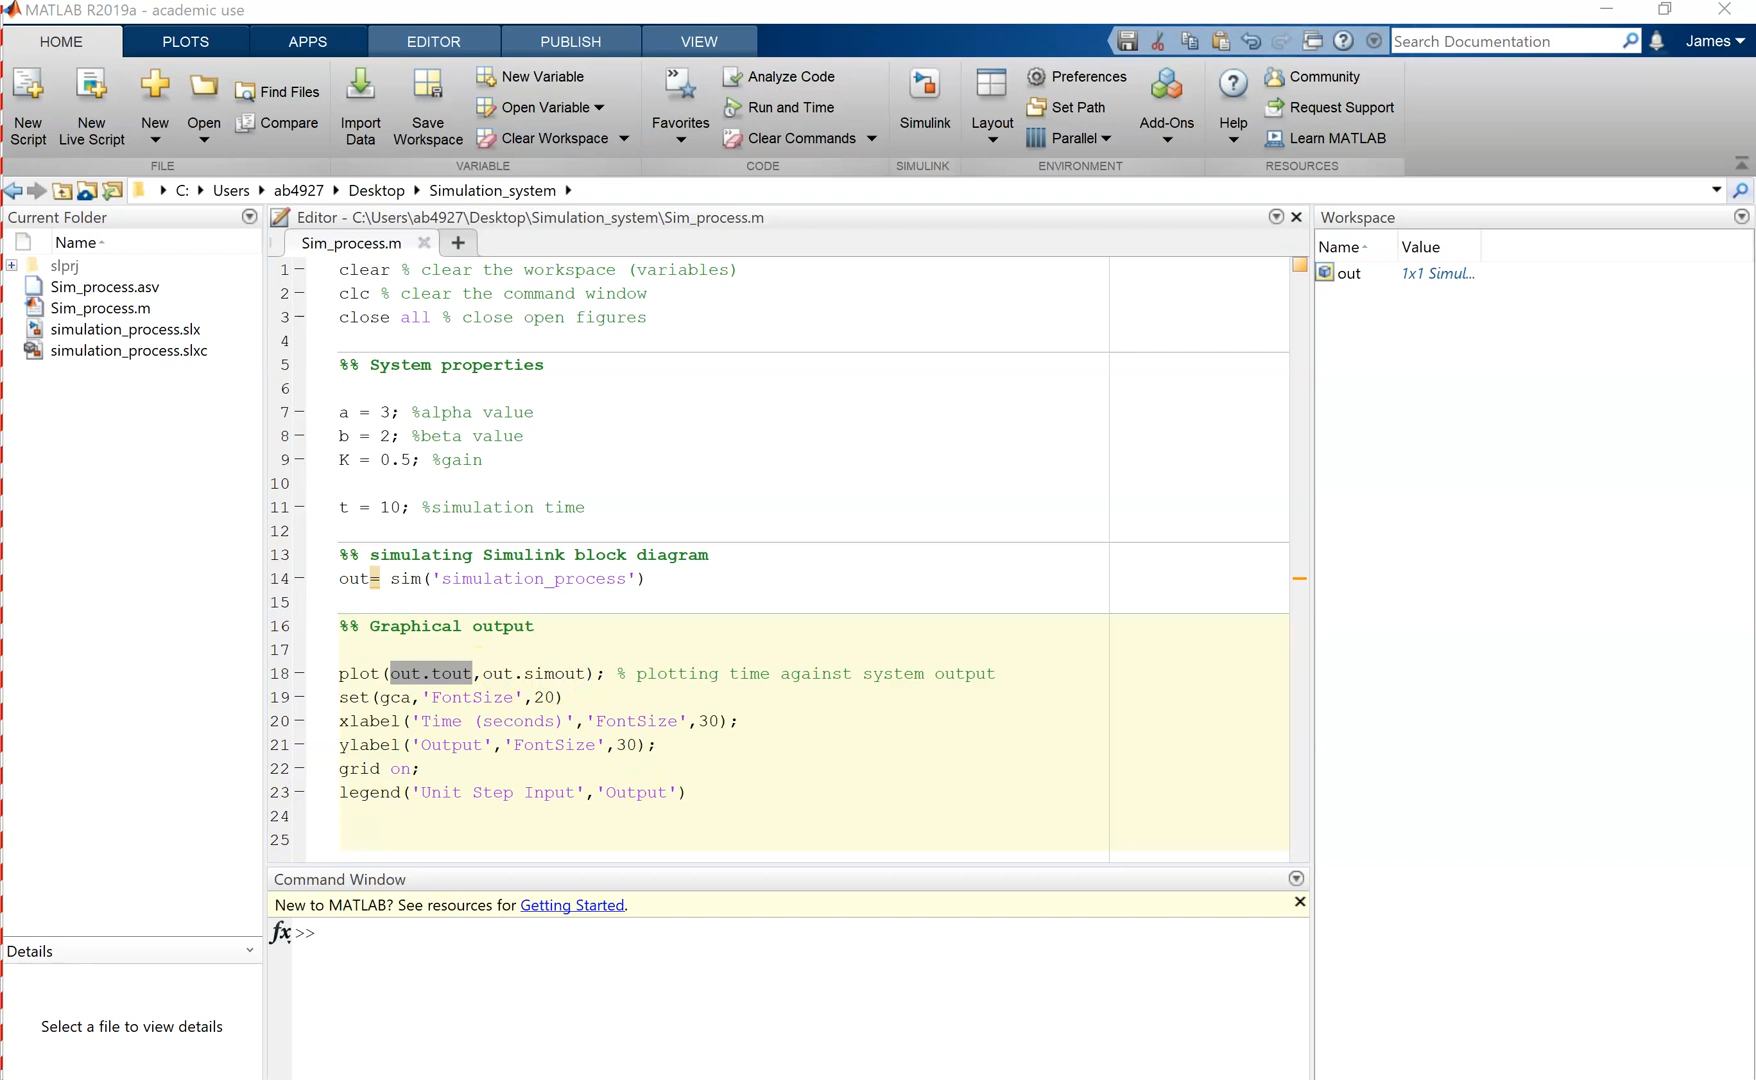 MATLAB R2019a - academic use
HOME PLOTS APPS EDITOR PUBLISH VIEW Search Documentation James
New Script
New Live Script
New
Open
Find Files
Compare
FILE
Import Data
Save Workspace
New Variable
Open Variable
Clear Workspace
VARIABLE
Favorites
Analyze Code
Run and Time
Clear Commands
CODE
Simulink
SIMULINK
Layout
Preferences
Set Path
Parallel
ENVIRONMENT
Add-Ons
Help
Community
Request Support
Learn MATLAB
RESOURCES
C: Users ab4927 Desktop Simulation_system
Current Folder
Name
slprj
Sim_process.asv
Sim_process.m
simulation_process.slx
simulation_process.slxc
Details
Select a file to view details
Editor - C:\Users\ab4927\Desktop\Simulation_system\Sim_process.m
Sim_process.m
1 clear % clear the workspace (variables)
2 clc % clear the command window
3 close all % close open figures
4
5 %% System properties
6
7 a = 3; %alpha value
8 b = 2; %beta value
9 K = 0.5; %gain
10
11 t = 10; %simulation time
12
13 %% simulating Simulink block diagram
14 out= sim('simulation_process')
15
16 %% Graphical output
17
18 plot(out.tout,out.simout); % plotting time against system output
19 set(gca,'FontSize',20)
20 xlabel('Time (seconds)','FontSize',30);
21 ylabel('Output','FontSize',30);
22 grid on;
23 legend('Unit Step Input','Output')
24
25
Command Window
New to MATLAB? See resources for Getting Started.
fx >>
Workspace
Name Value
out 1x1 Simul...